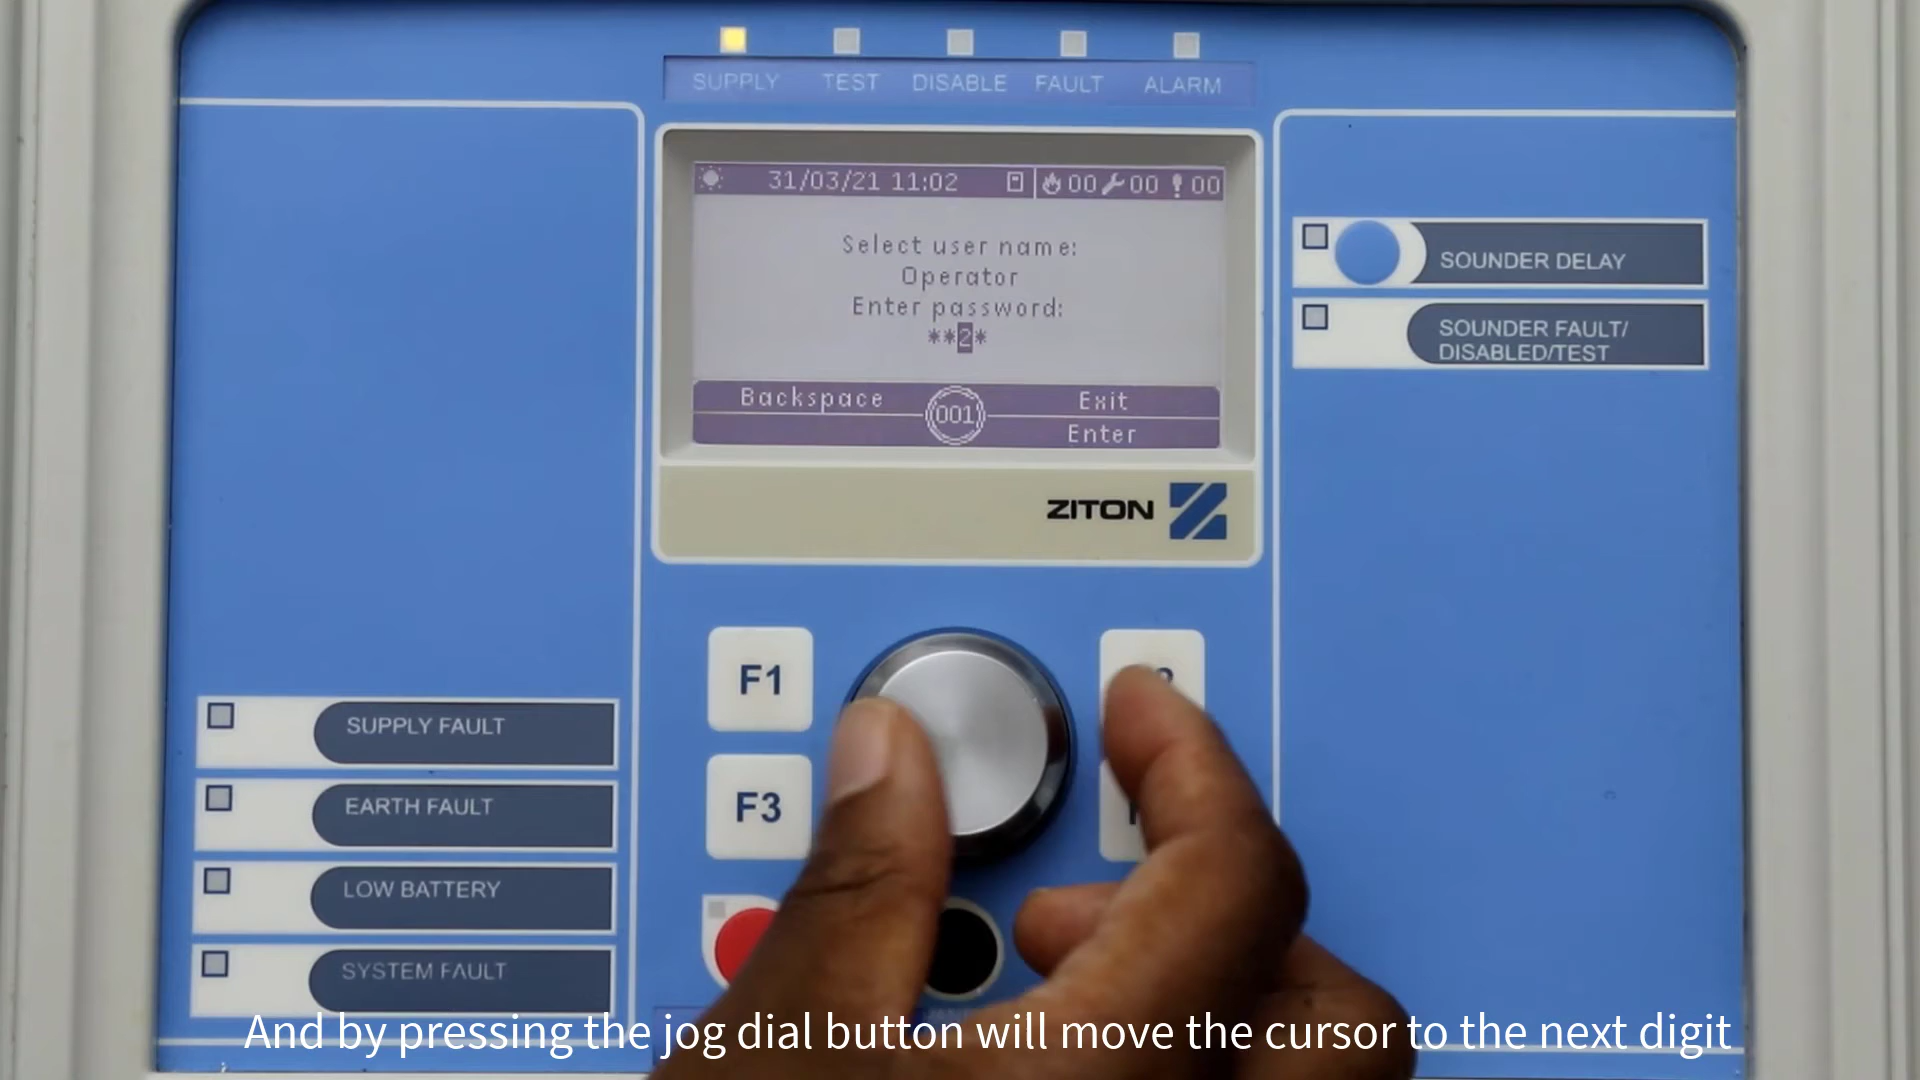 SUPPLY TEST DISABLE FAULT ALARM
31/03/21 11:02 00 00 00
Select user name:
Operator
Enter password:
**2*
Backspace Exit
001
Enter
ZITON
SOUNDER DELAY
SOUNDER FAULT/
DISABLED/TEST
F1
F3
SUPPLY FAULT
EARTH FAULT
LOW BATTERY
SYSTEM FAULT
And by pressing the jog dial button will move the cursor to the next digit